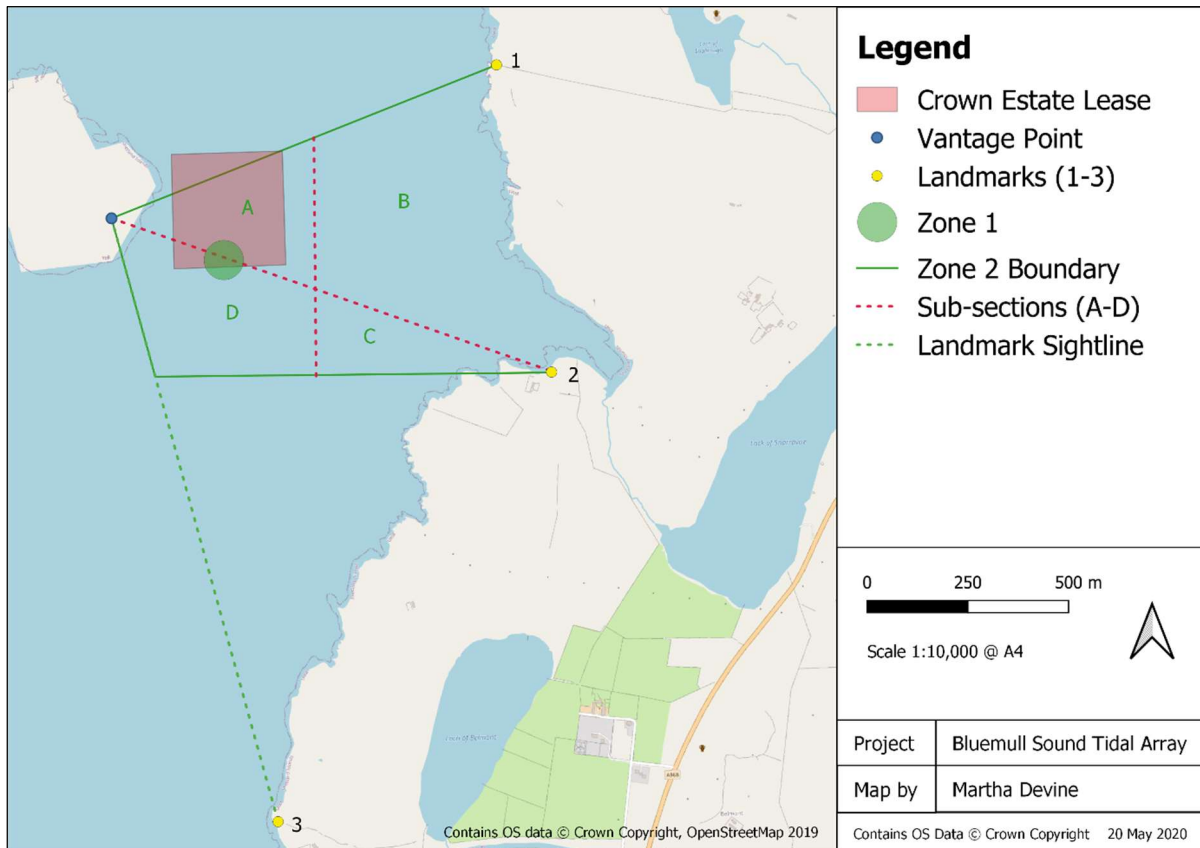 1
A
B
D
C
2
3
A968
Contains OS data © Crown Copyright, OpenStreetMap 2019
Legend
Crown Estate Lease
Vantage Point
Landmarks (1-3)
Zone 1
Zone 2 Boundary
Sub-sections (A-D)
Landmark Sightline
0 250 500 m
Scale 1:10,000 @ A4
Project Bluemull Sound Tidal Array
Map by Martha Devine
Contains OS data © Crown Copyright 20 May 2020